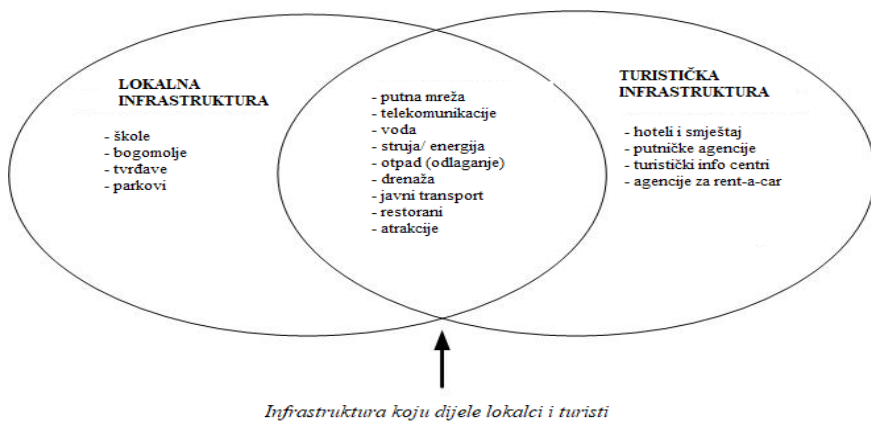 LOKALNA
INFRASTRUKTURA
- škole
- bogomolje
- tvrđave
- parkovi
- putna mreža
- telekomunikacije
- voda
- struja/ energija
- otpad (odlaganje)
- drenaža
- javni transport
- restorani
- atrakcije
TURISTIČKA
INFRASTRUKTURA
- hoteli i smještaj
- putničke agencije
- turistički info centri
- agencije za rent-a-car
Infrastruktura koju dijele lokalci i turisti